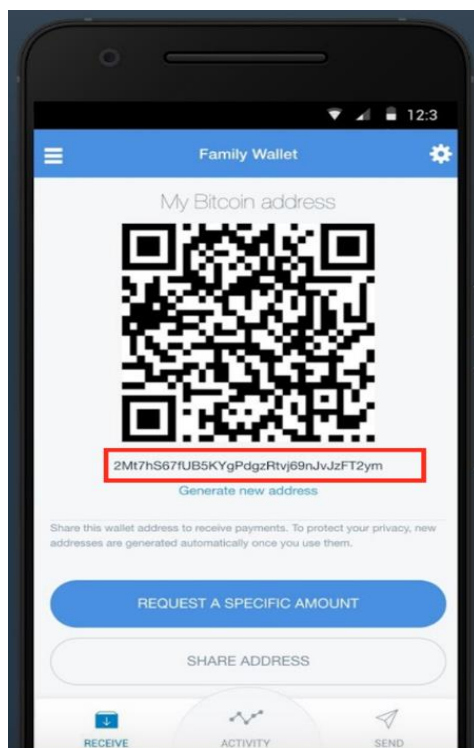 12:3
Family Wallet
My Bitcoin address
2Mt7hS67fUB5KYgPdgzRtvj69nJvJzFT2ym
Generate new address
Share this wallet address to receive payments. To protect your privacy, new
addresses are generated automatically once you use them.
REQUEST A SPECIFIC AMOUNT
SHARE ADDRESS
RECEIVE ACTIVITY SEND